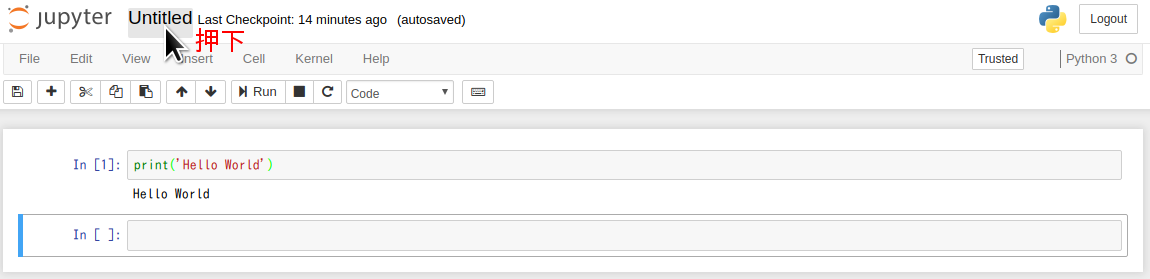 jupyter Untitled Last Checkpoint: 14 minutes ago (autosaved) Logout
押下
File Edit View Insert Cell Kernel Help Trusted Python 3
Run Code
In [1]: print('Hello World')
Hello World
In [ ]: